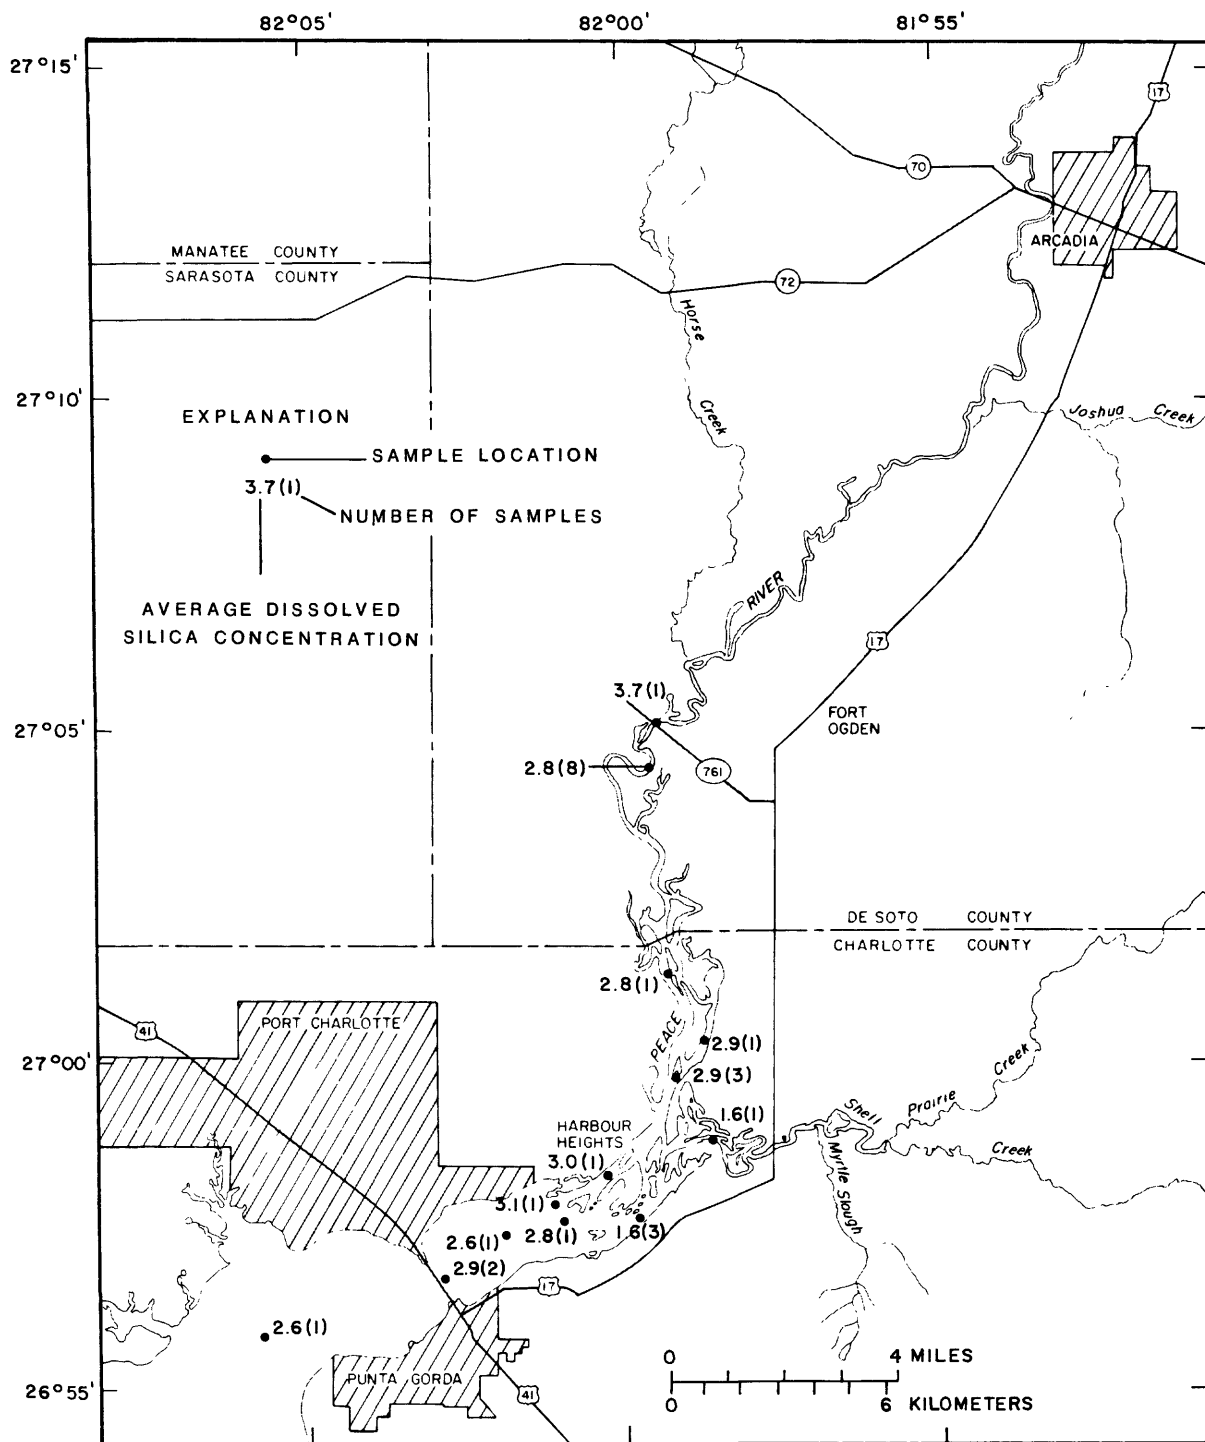 82°05' 82°00' 81°55'
27°15'
17
70
ARCADIA
MANATEE COUNTY
SARASOTA COUNTY
72
Horse
Creek
27°10'
Joshua Creek
EXPLANATION
SAMPLE LOCATION
3.7(1)
NUMBER OF SAMPLES
AVERAGE DISSOLVED
SILICA CONCENTRATION
RIVER
17
3.7(1)
27°05'
FORT
OGDEN
2.8(8)
761
DE SOTO COUNTY
CHARLOTTE COUNTY
2.8(1)
PORT CHARLOTTE
41
PEACE
2.9(1)
27°00'
2.9(3)
Prairie Creek
Shell
Creek
1.6(1)
HARBOUR
HEIGHTS
Myrtle Slough
3.0(1)
3.1(1)
2.8(1)
1.6(3)
2.6(1)
2.9(2)
17
2.6(1)
0 4 MILES
PUNTA GORDA
26°55'
41
0 6 KILOMETERS